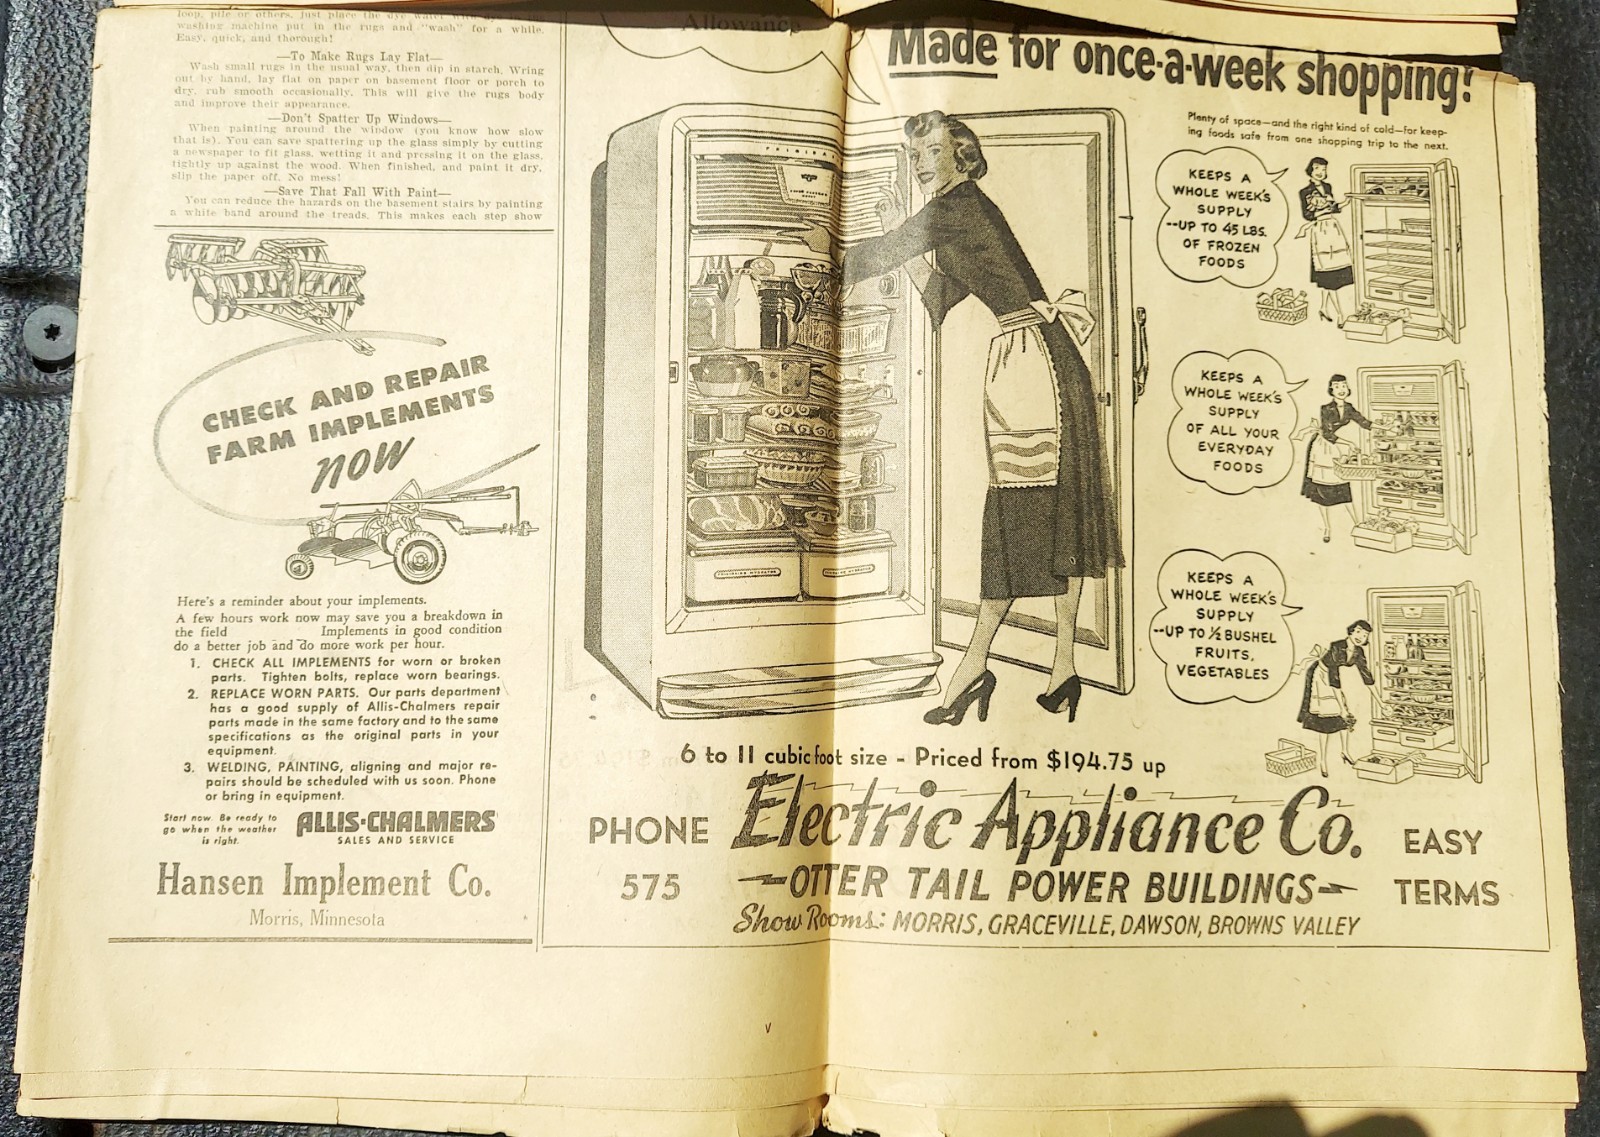 loop, pile or others. Just place the dye water
washing machine put in the rugs and "wash" for a while.
Easy, quick, and thorough!
—To Make Rugs Lay Flat—
Wash small rugs in the usual way, then dip in starch. Wring
out by hand, lay flat on paper on basement floor or porch to
dry, rub smooth occasionally. This will give the rugs body
and improve their appearance.
—Don't Spatter Up Windows—
When painting around the window (you know how slow
that is). You can save spattering up the glass simply by cutting
a newspaper to fit glass, wetting it and pressing it on the glass,
tightly up against the wood. When finished, and paint it dry,
slip the paper off. No mess!
—Save That Fall With Paint—
You can reduce the hazards on the basement stairs by painting
a white band around the treads. This makes each step show
CHECK AND REPAIR
FARM IMPLEMENTS
now
Here's a reminder about your implements.
A few hours work now may save you a breakdown in
the field Implements in good condition
do a better job and do more work per hour.
1. CHECK ALL IMPLEMENTS for worn or broken
parts. Tighten bolts, replace worn bearings.
2. REPLACE WORN PARTS. Our parts department
has a good supply of Allis-Chalmers repair
parts made in the same factory and to the same
specifications as the original parts in your
equipment.
3. WELDING, PAINTING, aligning and major re-
pairs should be scheduled with us soon. Phone
or bring in equipment.
Start now. Be ready to
go when the weather
is right.
ALLIS-CHALMERS
SALES AND SERVICE
Hansen Implement Co.
Morris, Minnesota
Allowance
Made for once-a-week shopping!
Plenty of space—and the right kind of cold—for keep-
ing foods safe from one shopping trip to the next.
FRIGIDAIRE HYDRATOR
FRIGIDAIRE HYDRATOR
KEEPS A
WHOLE WEEK'S
SUPPLY
--UP TO 45 LBS.
OF FROZEN
FOODS
KEEPS A
WHOLE WEEK'S
SUPPLY
OF ALL YOUR
EVERYDAY
FOODS
KEEPS A
WHOLE WEEK'S
SUPPLY
--UP TO ½ BUSHEL
FRUITS,
VEGETABLES
6 to 11 cubic foot size - Priced from $194.75 up
PHONE
575
Electric Appliance Co.
OTTER TAIL POWER BUILDINGS
Show Rooms: MORRIS, GRACEVILLE, DAWSON, BROWNS VALLEY
EASY
TERMS